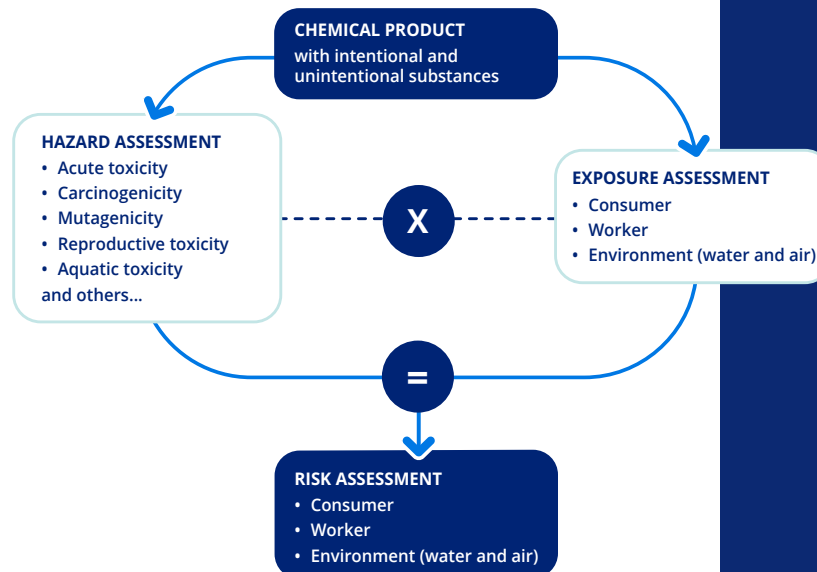 CHEMICAL PRODUCT
with intentional and
unintentional substances
HAZARD ASSESSMENT
• Acute toxicity
• Carcinogenicity
• Mutagenicity
• Reproductive toxicity
• Aquatic toxicity
and others...
X
EXPOSURE ASSESSMENT
• Consumer
• Worker
• Environment (water and air)
=
RISK ASSESSMENT
• Consumer
• Worker
• Environment (water and air)